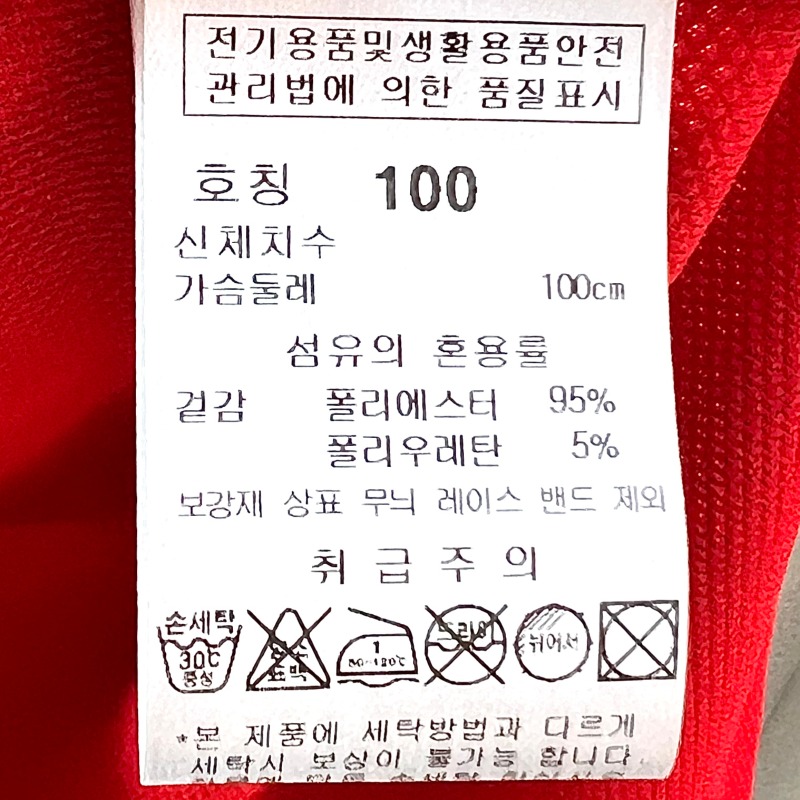 전기용품및생활용품안전
관리법에 의한 품질표시
호칭 100
신체치수
가슴둘레 100cm
섬유의 혼용률
겉감 폴리에스터 95%
폴리우레탄 5%
보강재 상표 무늬 레이스 밴드 제외
취급주의
손세탁
30℃
중성
염소
표백
1
80~120℃
드라이
뉘어서
*본 제품에 세탁방법과 다르게
세탁시 보상이 불가능 합니다